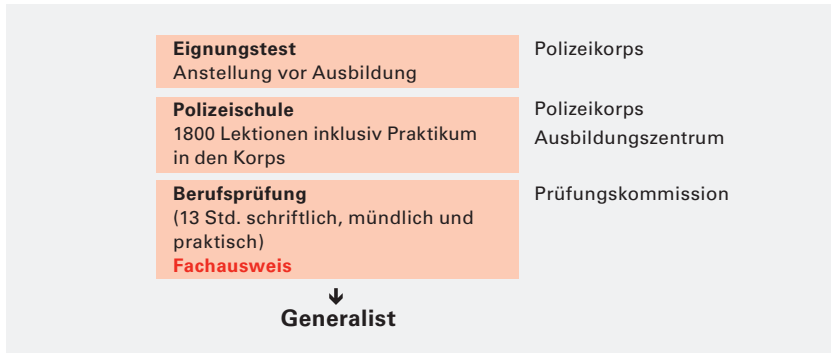 Eignungstest
Anstellung vor Ausbildung
Polizeikorps
Polizeischule
1800 Lektionen inklusiv Praktikum
in den Korps
Polizeikorps
Ausbildungszentrum
Berufsprüfung
(13 Std. schriftlich, mündlich und
praktisch)
Fachausweis
Prüfungskommission
Generalist